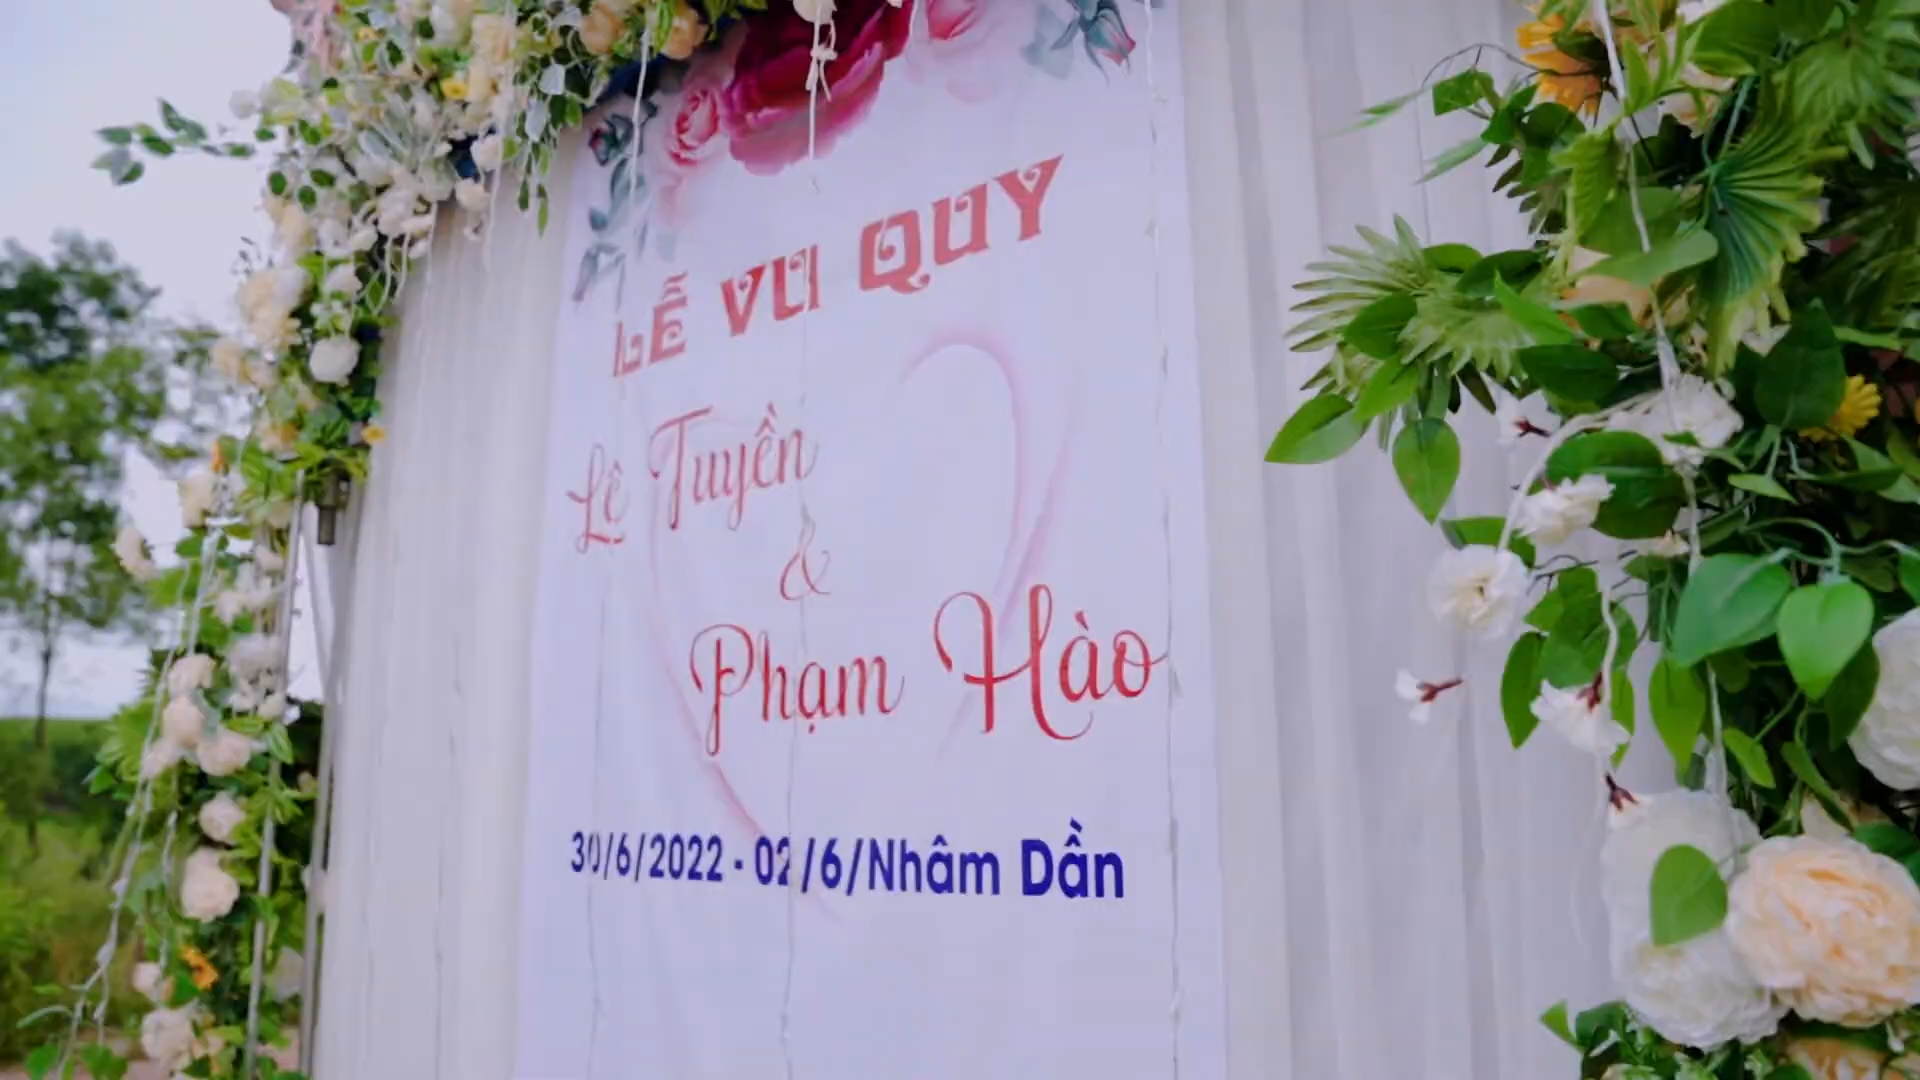 LỄ VU QUY
Lê Tuyền
&
Phạm Hào
30/6/2022 - 02/6/Nhâm Dần